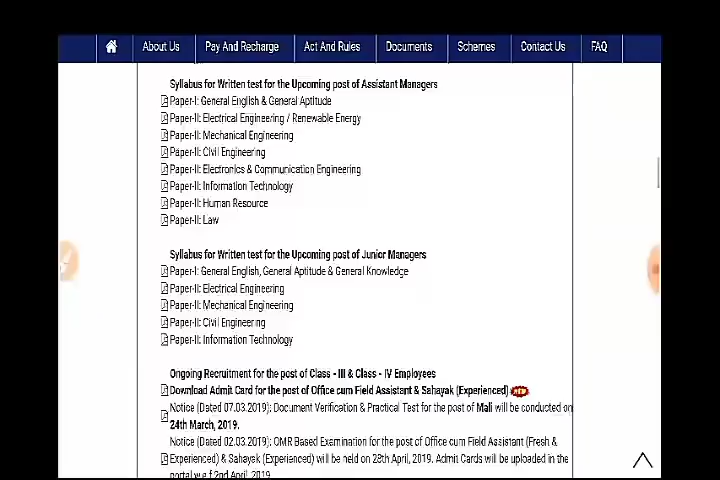 About Us
Pay And Recharge
Act And Rules
Documents
Schemes
Contact Us
FAQ
Syllabus for Written test for the Upcoming post of Assistant Managers
Paper-I: General English & General Aptitude
Paper-II: Electrical Engineering / Renewable Energy
Paper-II: Mechanical Engineering
Paper-II: Civil Engineering
Paper-II: Electronics & Communication Engineering
Paper-II: Information Technology
Paper-II: Human Resource
Paper-II: Law
Syllabus for Written test for the Upcoming post of Junior Managers
Paper-I: General English, General Aptitude & General Knowledge
Paper-II: Electrical Engineering
Paper-II: Mechanical Engineering
Paper-II: Civil Engineering
Paper-II: Information Technology
Ongoing Recruitment for the post of Class - III & Class - IV Employees
Download Admit Card for the post of Office cum Field Assistant & Sahayak (Experienced) NEW
Notice (Dated 07.03.2019): Document Verification & Practical Test for the post of Mali will be conducted on
24th March, 2019.
Notice (Dated 02.03.2019): OMR Based Examination for the post of Office cum Field Assistant (Fresh &
Experienced) & Sahayak (Experienced) will be held on 28th April, 2019. Admit Cards will be uploaded in the
portal w.e.f 2nd April, 2019